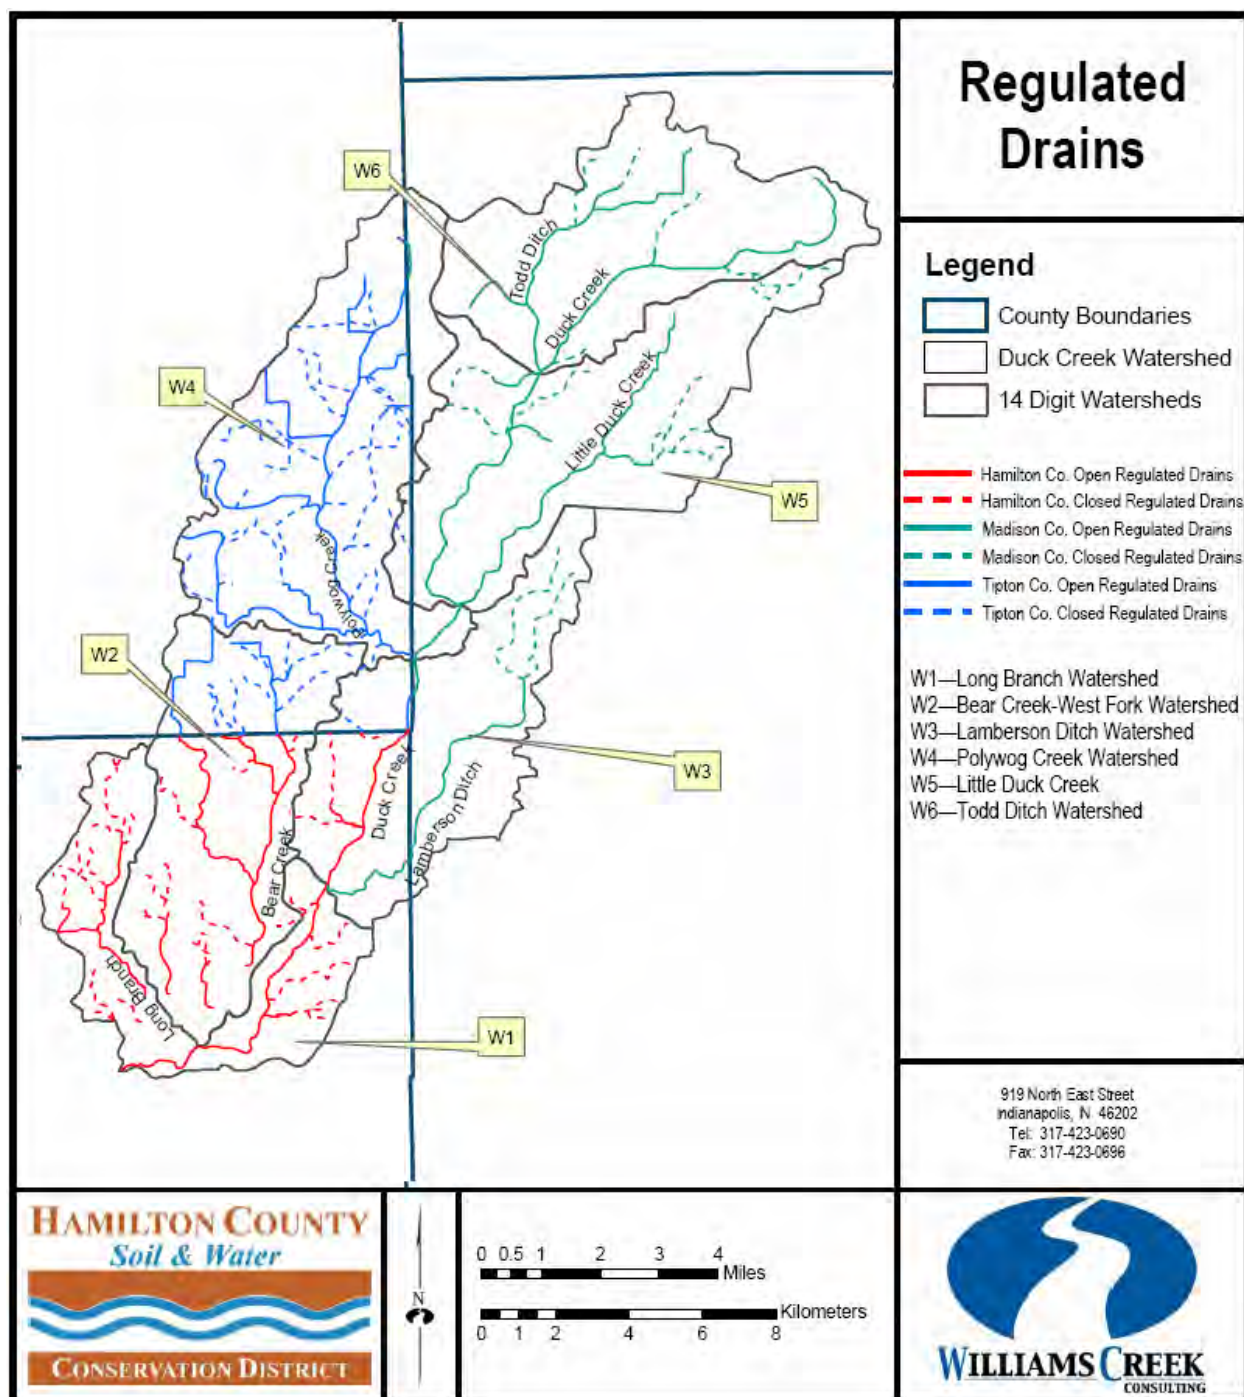 Regulated
Drains
Legend
County Boundaries
Duck Creek Watershed
14 Digit Watersheds
Hamilton Co. Open Regulated Drains
Hamilton Co. Closed Regulated Drains
Madison Co. Open Regulated Drains
Madison Co. Closed Regulated Drains
Tipton Co. Open Regulated Drains
Tipton Co. Closed Regulated Drains
W1—Long Branch Watershed
W2—Bear Creek-West Fork Watershed
W3—Lamberson Ditch Watershed
W4—Polywog Creek Watershed
W5—Little Duck Creek
W6—Todd Ditch Watershed
919 North East Street
Indianapolis, N 46202
Tel: 317-423-0690
Fax: 317-423-0696
W6
Todd Ditch
Duck Creek
W4
Little Duck Creek
W5
Polywog Creek
W2
W3
Duck Creek
Lamberson Ditch
Bear Creek
Long Branch
W1
HAMILTON COUNTY
Soil & Water
CONSERVATION DISTRICT
N
0 0.5 1 2 3 4
Miles
Kilometers
0 1 2 4 6 8
WILLIAMS CREEK
CONSULTING